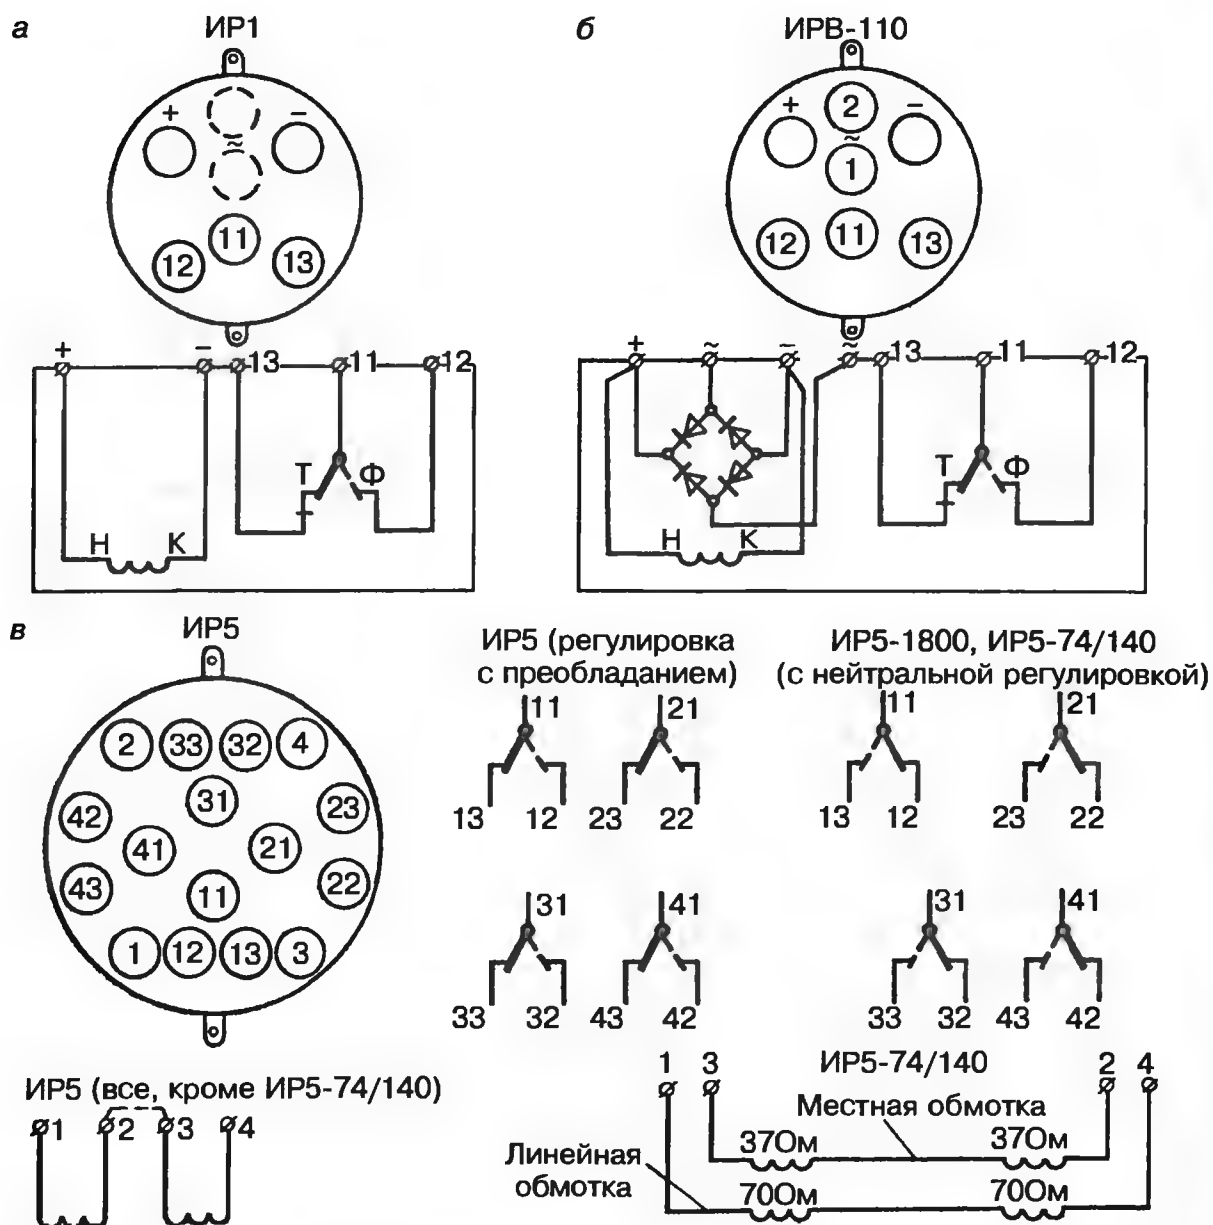 а ИР1
+ ~ −
11
12 13
+ − 13 11 12
Т Ф
Н К
б ИРВ-110
+ 2 −
~
1
12 11 13
+ ~ − ~ 13 11 12
Т Ф
Н К
в ИР5
2 33 32 4
31
42 23
41 21
43 22
11
1 12 13 3
ИР5 (все, кроме ИР5-74/140)
1 2 3 4
ИР5 (регулировка
с преобладанием)
11 21
13 12 23 22
31 41
33 32 43 42
ИР5-1800, ИР5-74/140
(с нейтральной регулировкой)
11 21
13 12 23 22
31 41
33 32 43 42
1 3 ИР5-74/140 2 4
Местная обмотка
37Ом 37Ом
Линейная
обмотка
70Ом 70Ом